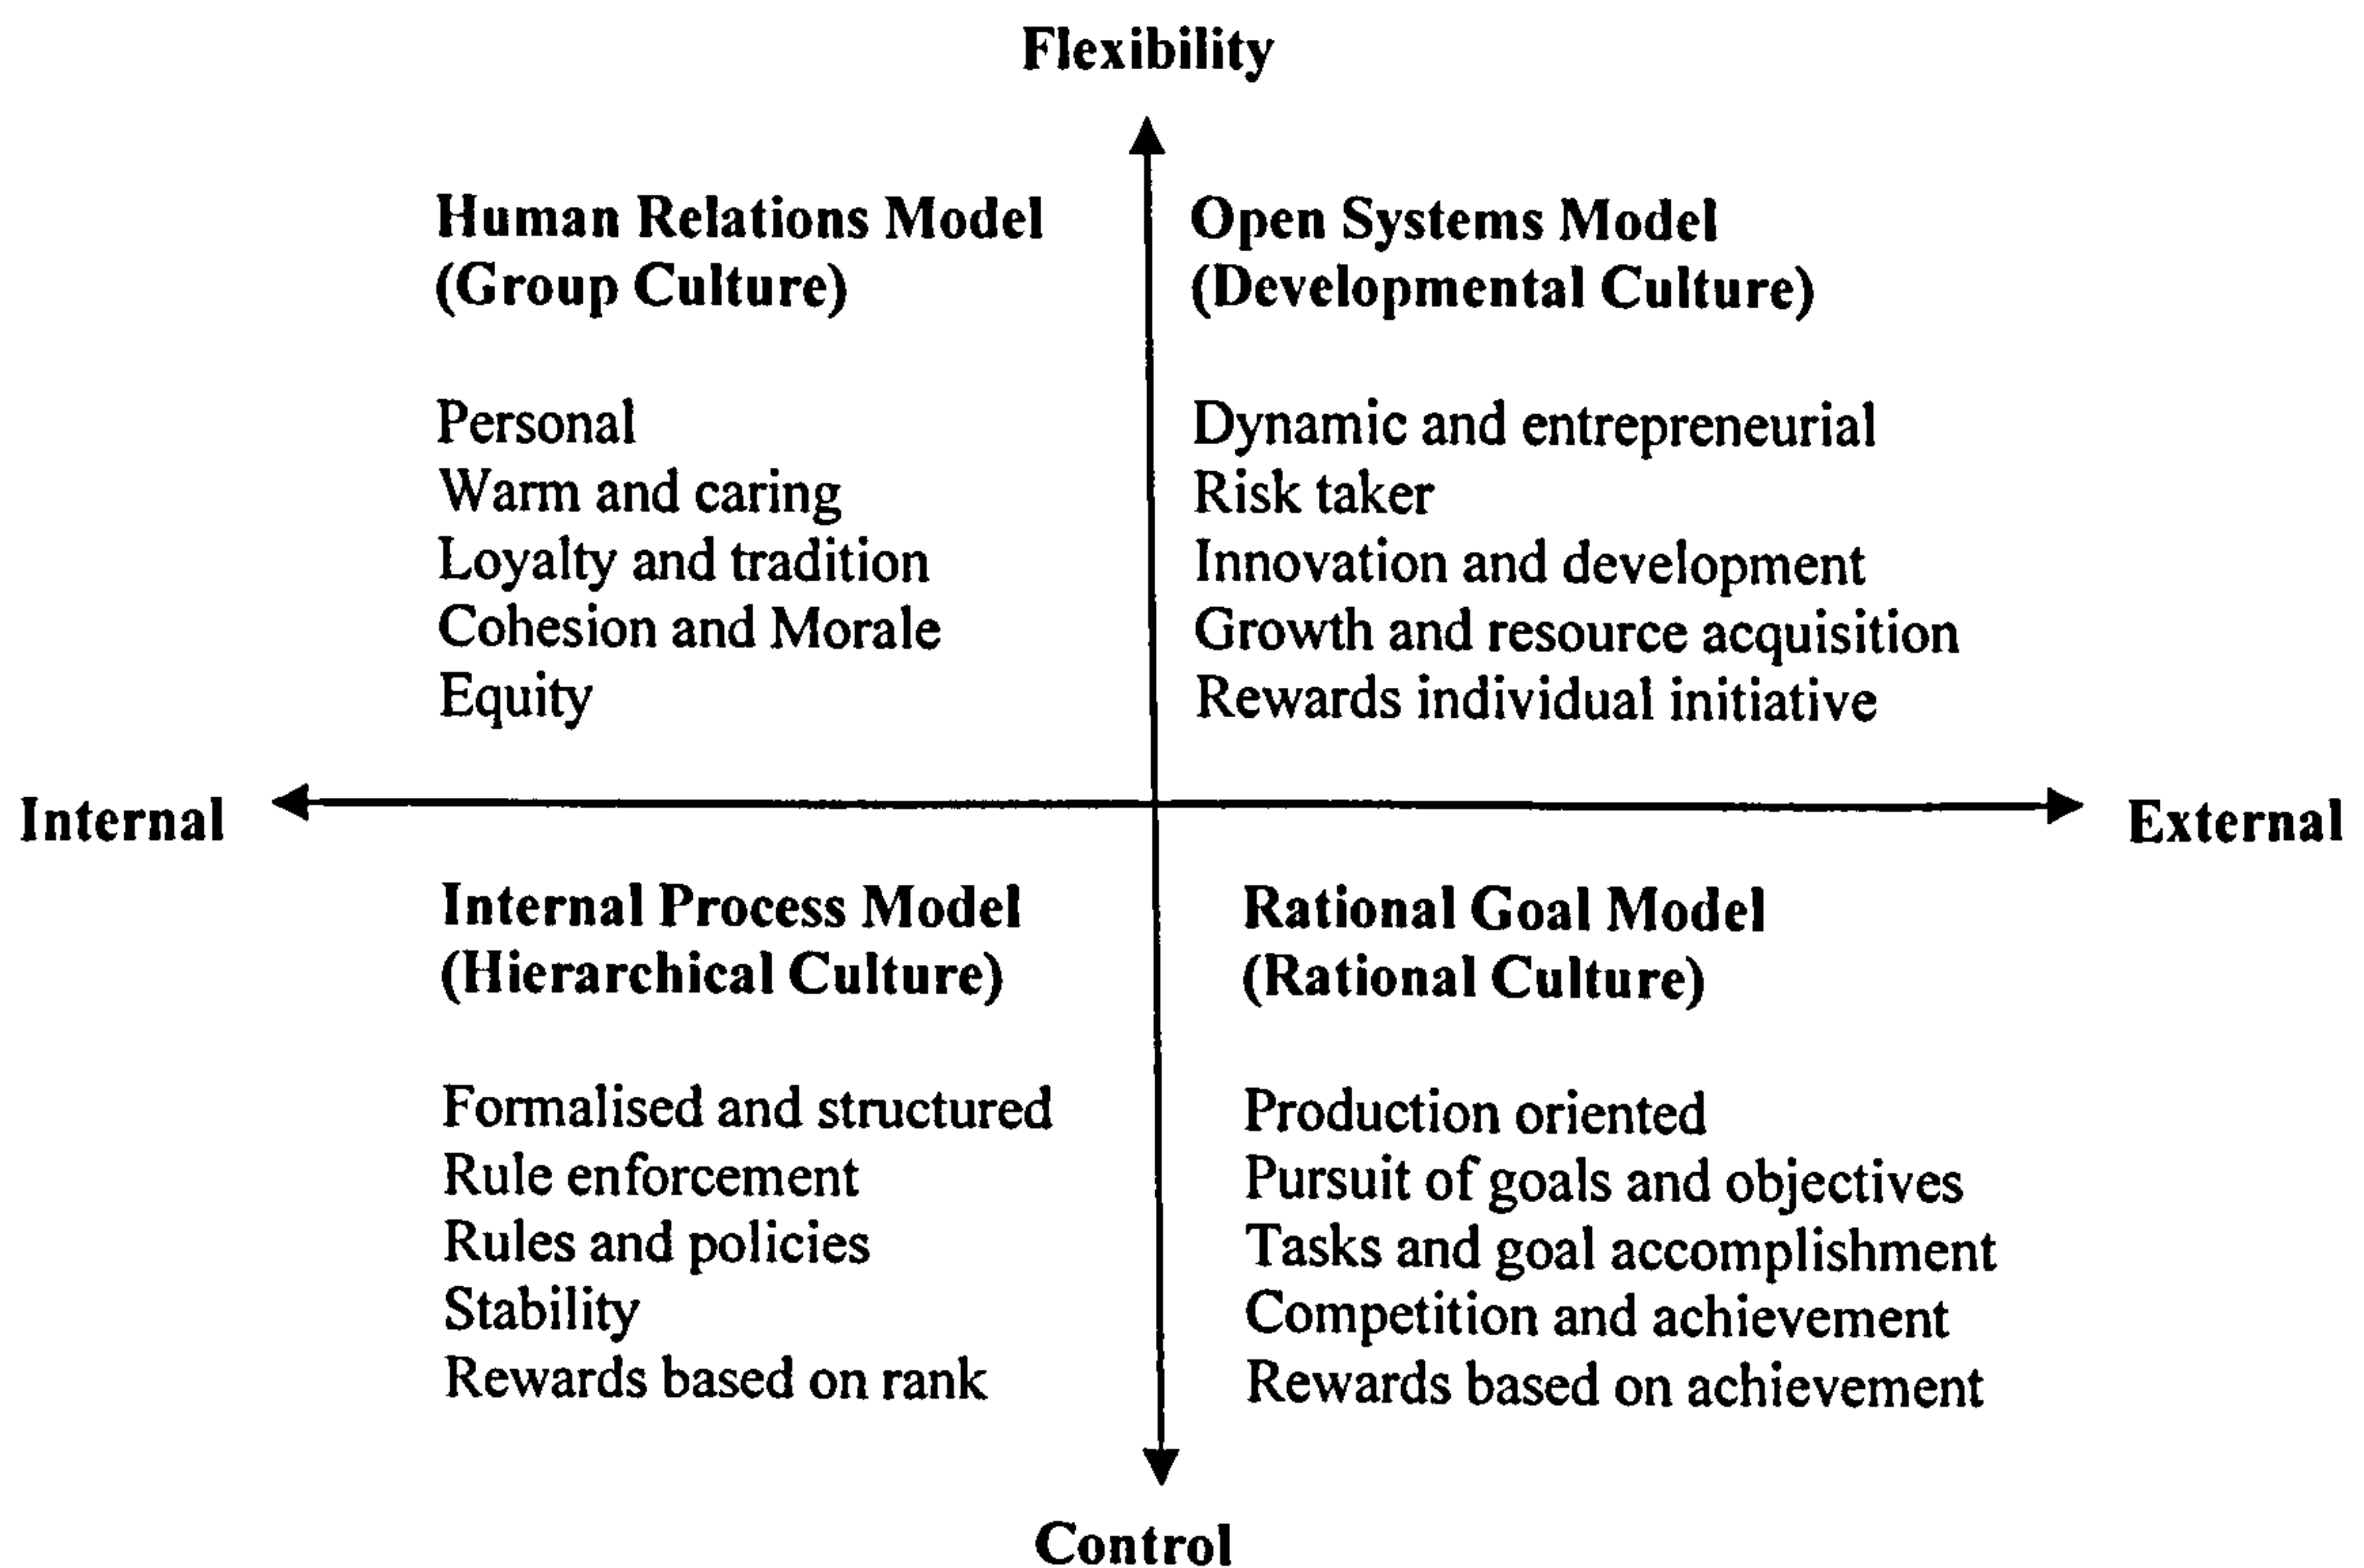 Flexibility
Human Relations Model
(Group Culture)
Personal
Warm and caring
Loyalty and tradition
Cohesion and Morale
Equity
Open Systems Model
(Developmental Culture)
Dynamic and entrepreneurial
Risk taker
Innovation and development
Growth and resource acquisition
Rewards individual initiative
Internal
External
Internal Process Model
(Hierarchical Culture)
Formalised and structured
Rule enforcement
Rules and policies
Stability
Rewards based on rank
Rational Goal Model
(Rational Culture)
Production oriented
Pursuit of goals and objectives
Tasks and goal accomplishment
Competition and achievement
Rewards based on achievement
Control